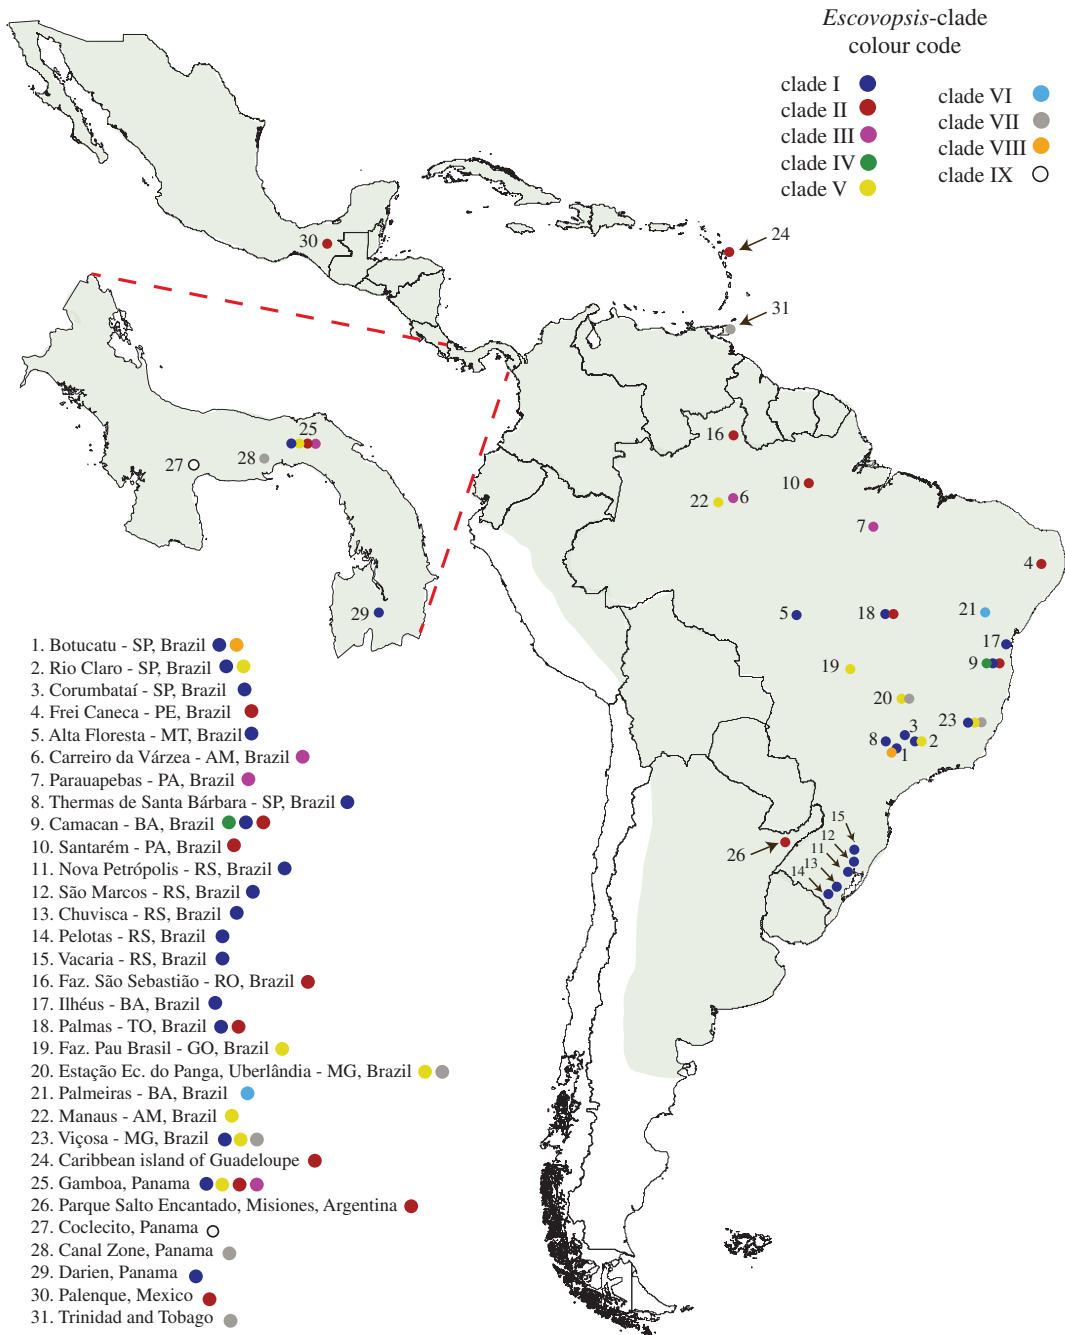 Escovopsis-clade
colour code
clade I
clade II
clade III
clade IV
clade V
clade VI
clade VII
clade VIII
clade IX
30
24
31
25
27
28
29
16
10
22
6
7
4
5
18
21
17
9
19
20
23
8
3
2
1
15
12
11
13
14
26
1. Botucatu - SP, Brazil
2. Rio Claro - SP, Brazil
3. Corumbataí - SP, Brazil
4. Frei Caneca - PE, Brazil
5. Alta Floresta - MT, Brazil
6. Carreiro da Várzea - AM, Brazil
7. Parauapebas - PA, Brazil
8. Thermas de Santa Bárbara - SP, Brazil
9. Camacan - BA, Brazil
10. Santarém - PA, Brazil
11. Nova Petrópolis - RS, Brazil
12. São Marcos - RS, Brazil
13. Chuvisca - RS, Brazil
14. Pelotas - RS, Brazil
15. Vacaria - RS, Brazil
16. Faz. São Sebastião - RO, Brazil
17. Ilhéus - BA, Brazil
18. Palmas - TO, Brazil
19. Faz. Pau Brasil - GO, Brazil
20. Estação Ec. do Panga, Uberlândia - MG, Brazil
21. Palmeiras - BA, Brazil
22. Manaus - AM, Brazil
23. Viçosa - MG, Brazil
24. Caribbean island of Guadeloupe
25. Gamboa, Panama
26. Parque Salto Encantado, Misiones, Argentina
27. Coclecito, Panama
28. Canal Zone, Panama
29. Darien, Panama
30. Palenque, Mexico
31. Trinidad and Tobago